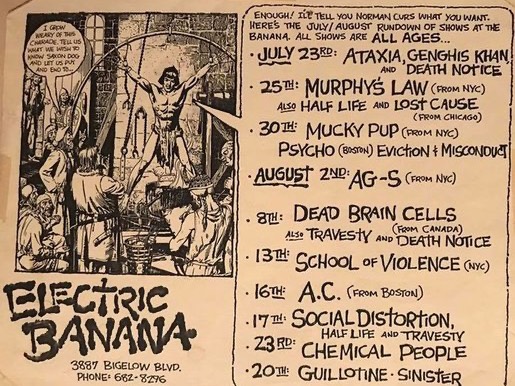 I GROW
WEARY OF THIS
CHARADE. TELL US
WHAT WE WISH TO
KNOW SAXON DOG
AND LET US PUT
AND END TO...
ELECTRIC
BANANA
3887 BIGELOW BLVD.
PHONE: 682-8296
ENOUGH! I'LL TELL YOU NORMAN CURS WHAT YOU WANT.
HERE'S THE JULY/AUGUST RUNDOWN OF SHOWS AT THE
BANANA. ALL SHOWS ARE ALL AGES.
• JULY 23RD: ATAXIA, GENGHIS KHAN,
AND DEATH NOTICE
• 25TH: MURPHY'S LAW (FROM NYC)
ALSO HALF LIFE AND LOST CAUSE
(FROM CHICAGO)
• 30TH: MUCKY PUP (FROM NYC)
PSYCHO (BOSTON) EVICTION & MISCONDUCT
• AUGUST 2ND: AG-S (FROM NYC)
• 8TH: DEAD BRAIN CELLS
(FROM CANADA)
ALSO TRAVESTY AND DEATH NOTICE
• 13TH: SCHOOL OF VIOLENCE (NYC)
• 16TH: A.C. (FROM BOSTON)
• 17TH: SOCIAL DISTORTION,
HALF LIFE AND TRAVESTY
• 23RD: CHEMICAL PEOPLE
• 20TH: GUILLOTINE • SINISTER